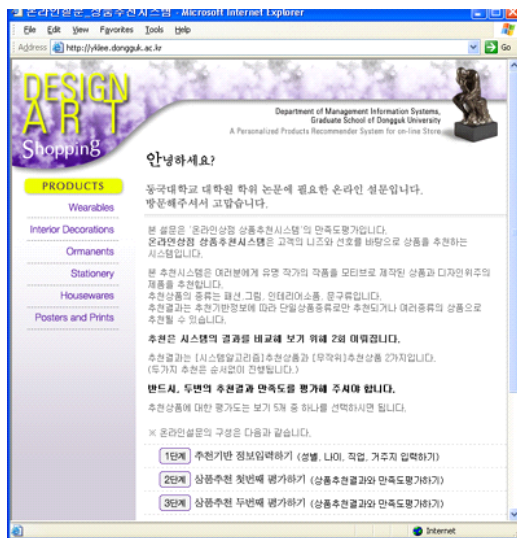 온라인설문_상품추천시스템 - Microsoft Internet Explorer
File Edit View Favorites Tools Help
Address http://yklee.dongguk.ac.kr Go
DESIGN
ART
Shopping
Department of Management Information Systems,
Graduate School of Dongguk University
A Personalized Products Recommender System for on-line Store
안녕하세요?
PRODUCTS
Wearables
Interior Decorations
Ormanents
Stationery
Housewares
Posters and Prints
동국대학교 대학원 학위 논문에 필요한 온라인 설문입니다.
방문해주셔서 고맙습니다.
본 설문은 '온라인상점 상품추천시스템'의 만족도평가입니다.
온라인상점 상품추천시스템은 고객의 니즈와 선호를 바탕으로 상품을 추천하는
시스템입니다.
본 추천시스템은 여러분에게 유명 작가의 작품을 모티브로 제작된 상품과 디자인위주의
제품을 추천합니다.
추천상품의 종류는 패션,그림, 인테리어소품, 문구류입니다.
추천결과는 추천기반정보에 따라 단일상품종류로만 추천되거나 여러종류의 상품으로
추천될 수 있습니다.
추천은 시스템의 결과를 비교해 보기 위해 2회 이뤄집니다.
추천결과는 [시스템알고리즘]추천상품과 [무작위]추천상품 2가지입니다.
(두가지 추천은 순서없이 진행됩니다.)
반드시, 두번의 추천결과 만족도를 평가해 주셔야 합니다.
추천상품에 대한 평가도는 보기 5개 중 하나를 선택하시면 됩니다.
※ 온라인설문의 구성은 다음과 같습니다.
1단계 추천기반 정보입력하기 (성별, 나이, 직업, 거주지 입력하기)
2단계 상품추천 첫번째 평가하기 (상품추천결과와 만족도평가하기)
3단계 상품추천 두번째 평가하기 (상품추천결과와 만족도평가하기)
Internet